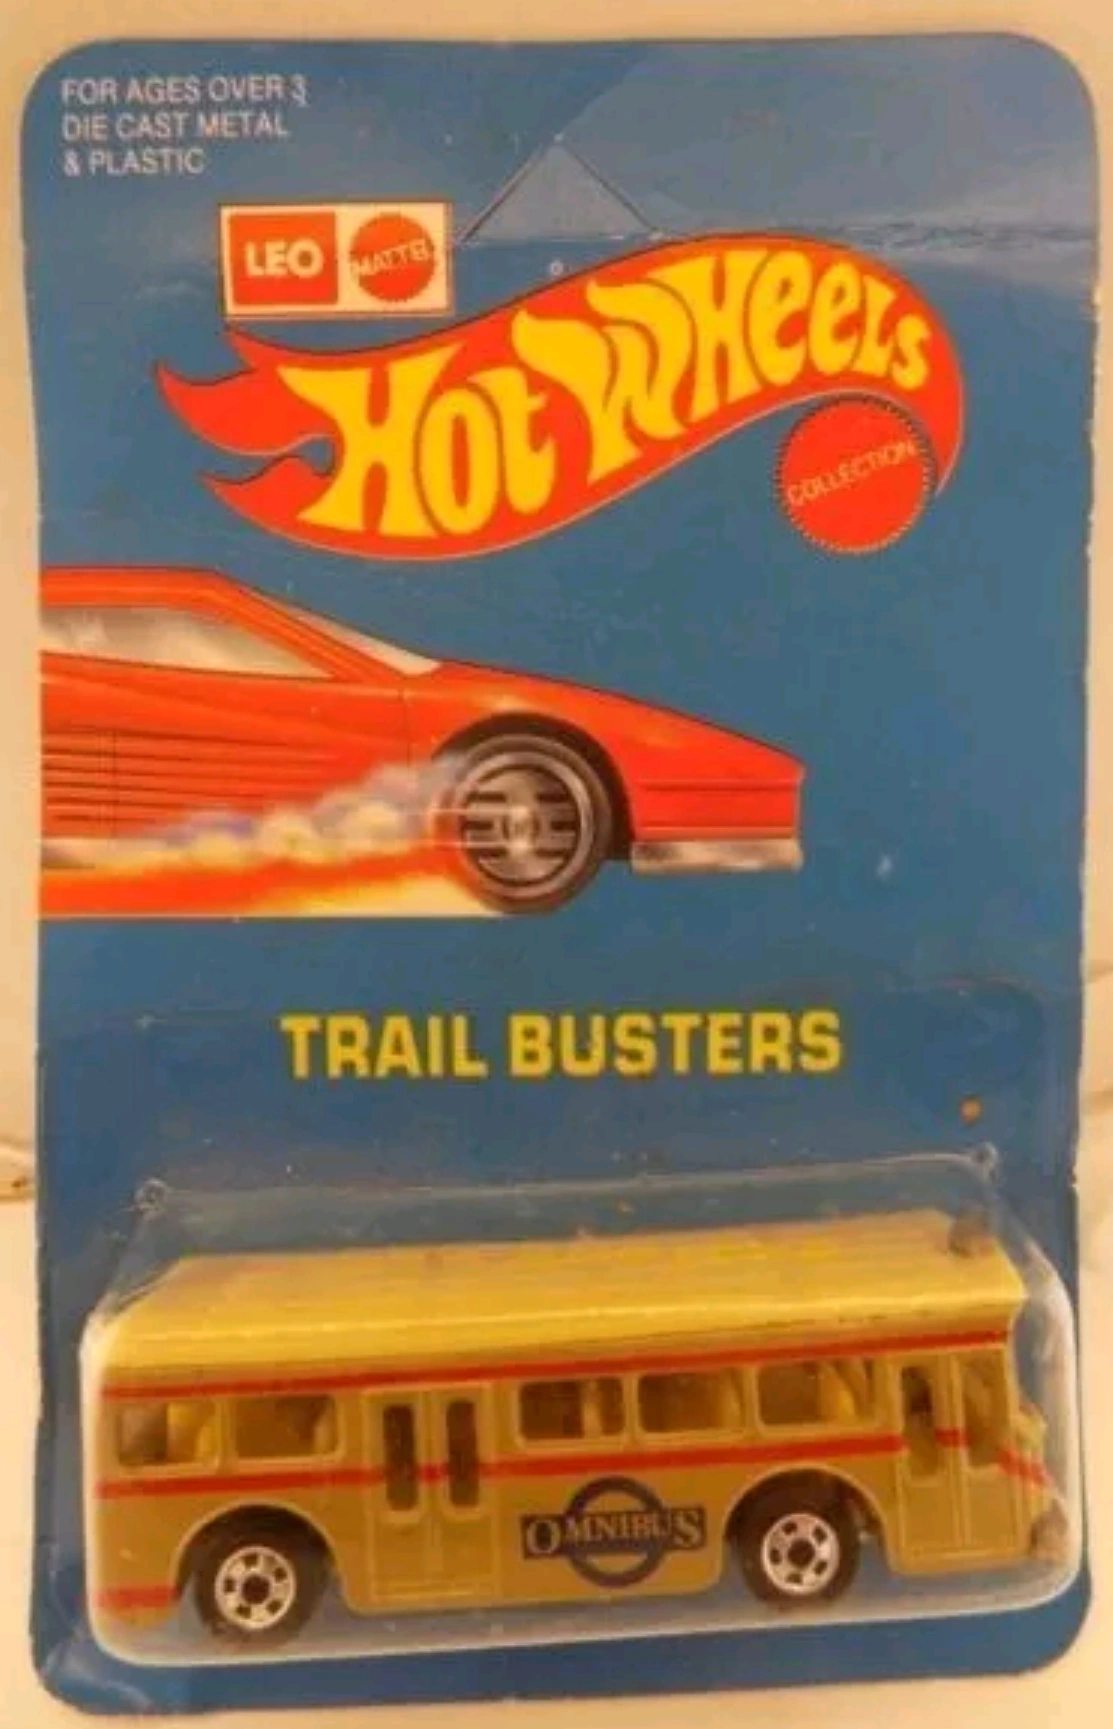 FOR AGES OVER 3
DIE CAST METAL
& PLASTIC
LEO
MATTEL
HOT WHEELS
COLLECTION
TRAIL BUSTERS
OMNIBUS